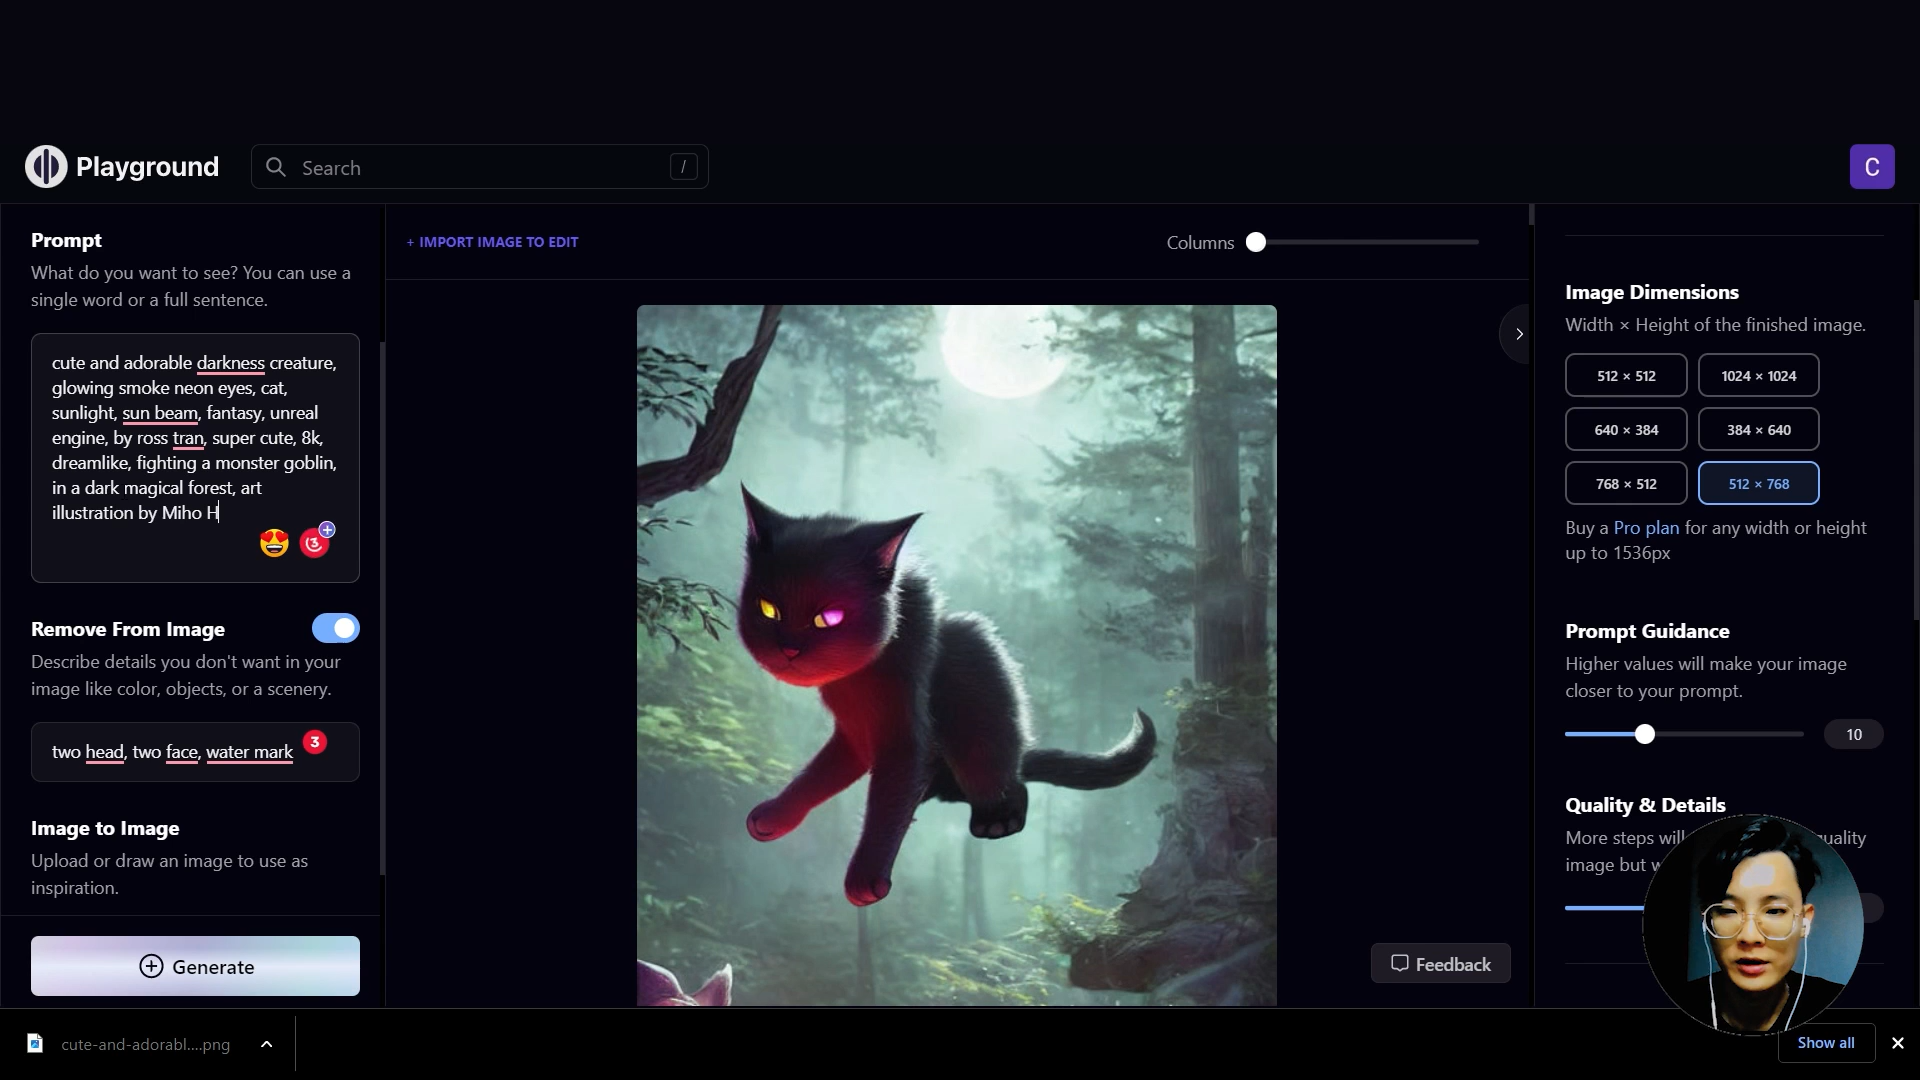 Playground
Search
/
C
Prompt
What do you want to see? You can use a
single word or a full sentence.
cute and adorable darkness creature,
glowing smoke neon eyes, cat,
sunlight, sun beam, fantasy, unreal
engine, by ross tran, super cute, 8k,
dreamlike, fighting a monster goblin,
in a dark magical forest, art
illustration by Miho H
Remove From Image
Describe details you don't want in your
image like color, objects, or a scenery.
two head, two face, water mark
3
Image to Image
Upload or draw an image to use as
inspiration.
Generate
+ IMPORT IMAGE TO EDIT
Columns
Feedback
Image Dimensions
Width × Height of the finished image.
512 × 512
1024 × 1024
640 × 384
384 × 640
768 × 512
512 × 768
Buy a Pro plan for any width or height
up to 1536px
Prompt Guidance
Higher values will make your image
closer to your prompt.
10
Quality & Details
More steps will
image but
cute-and-adorabl....png
Show all